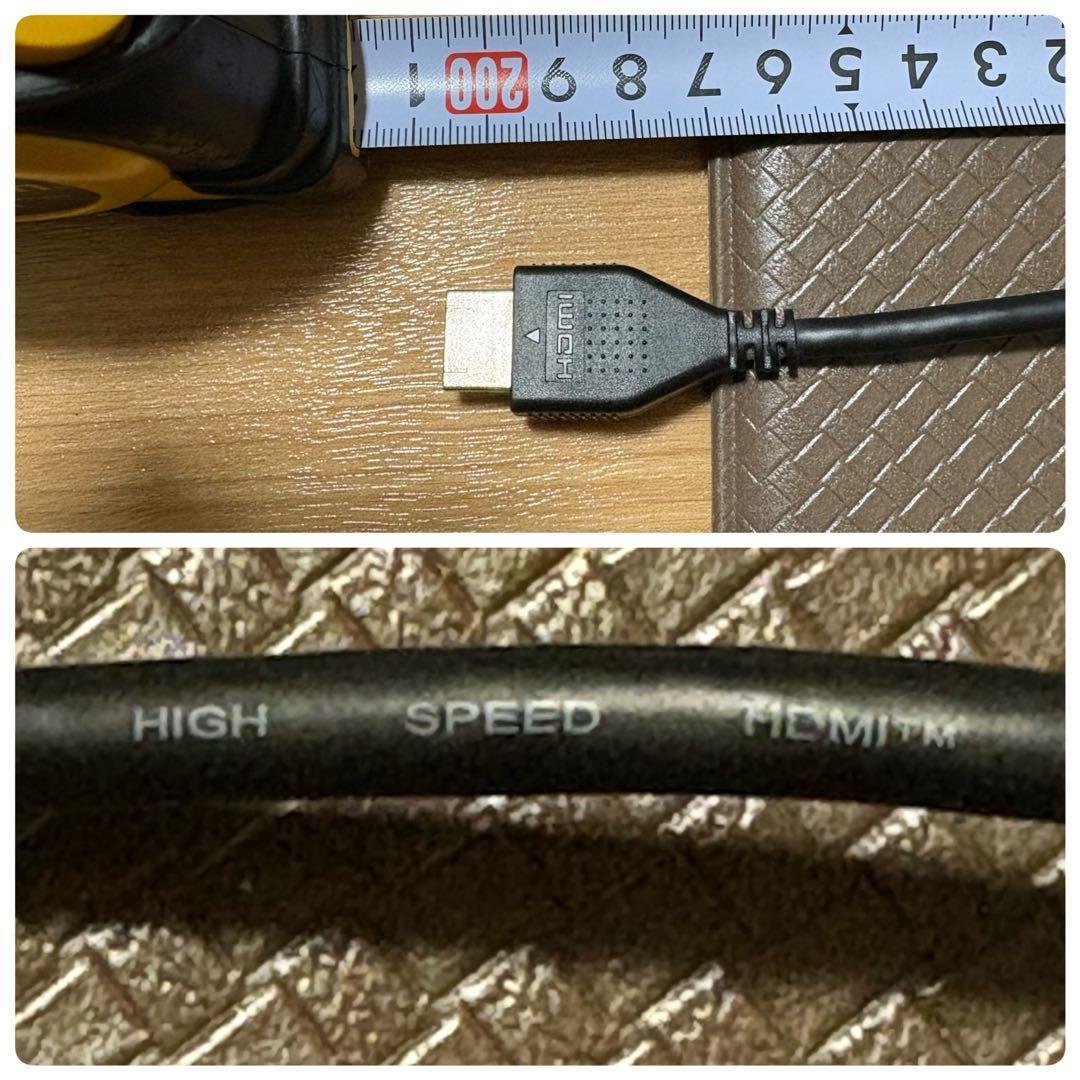 1 200 9 8 7 6 5 4 3 2
HDMI
HIGH SPEED HDMI™